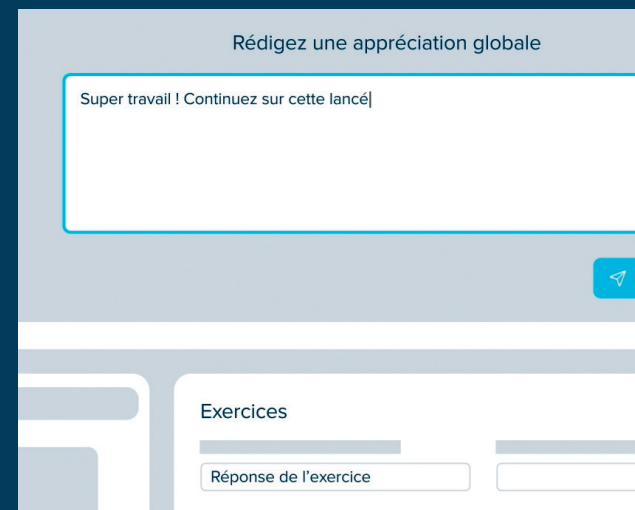 Rédigez une appréciation globale
Super travail ! Continuez sur cette lancé
Exercices
Réponse de l’exercice